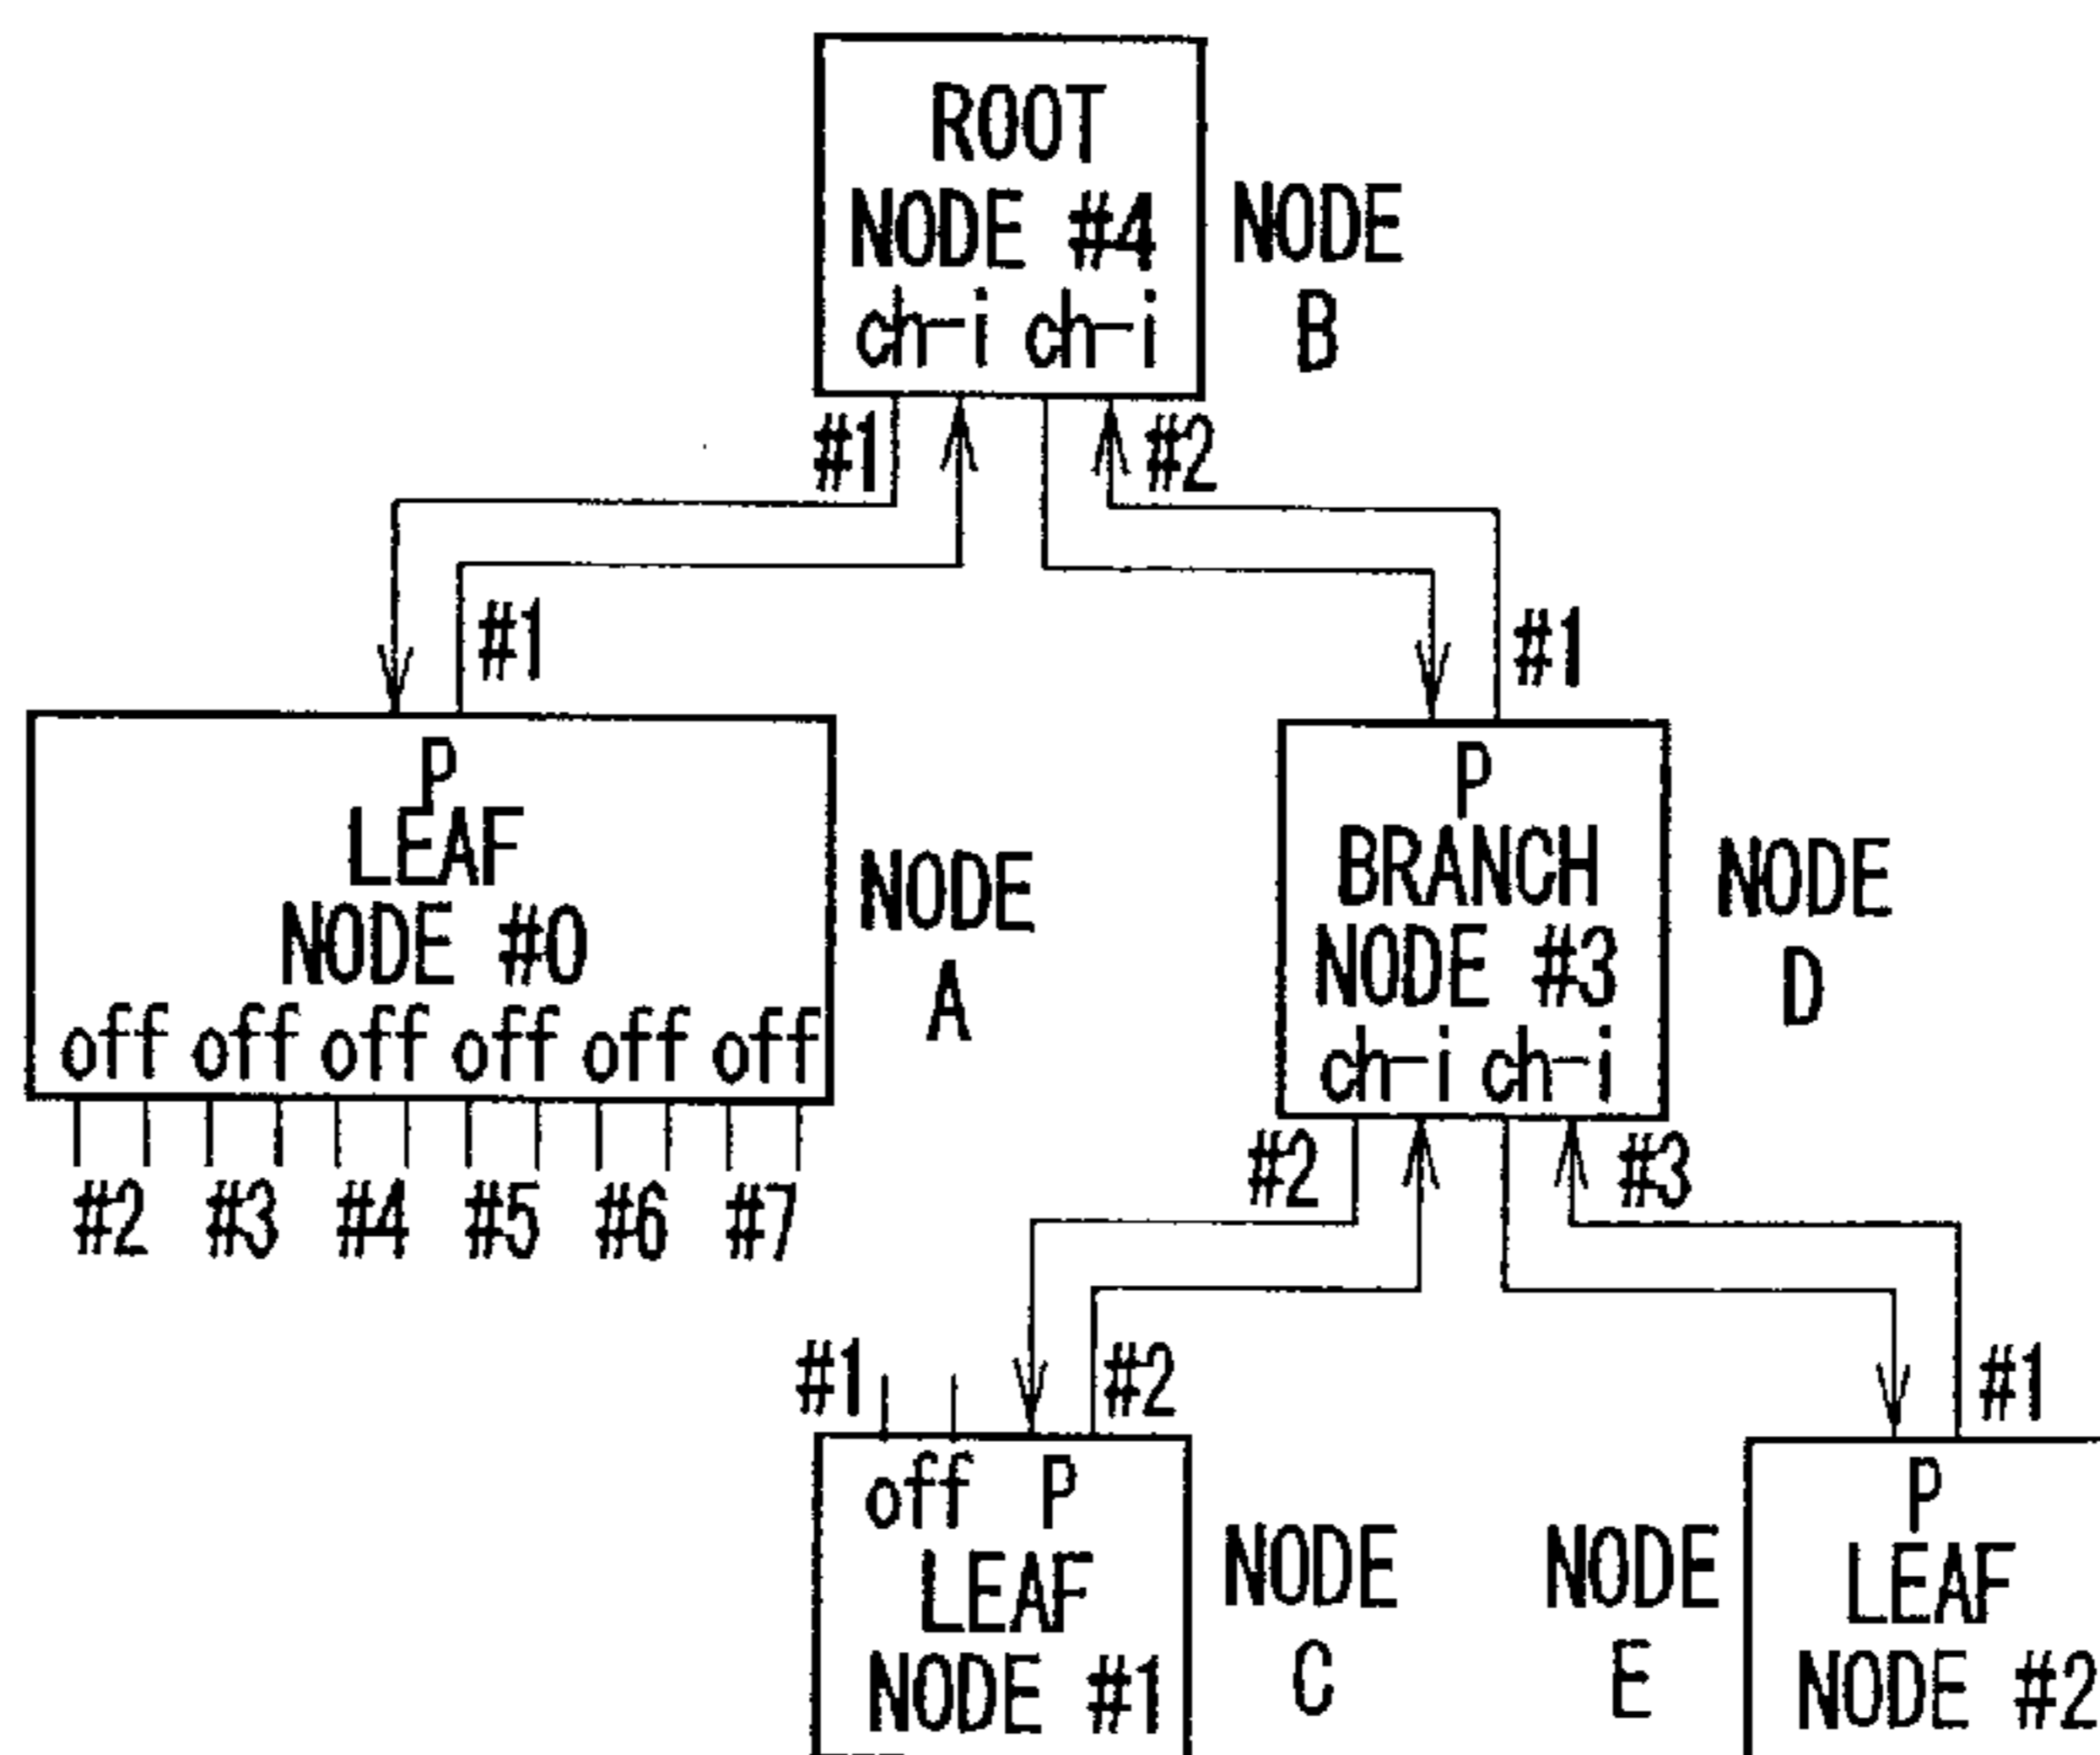 ROOT
NODE #4
ch-i ch-i
NODE
B
#1
#2
#1
#1
P
LEAF
NODE #0
off off off off off off
NODE
A
#2 #3 #4 #5 #6 #7
P
BRANCH
NODE #3
ch-i ch-i
NODE
D
#2
#3
#1
#2
#1
off P
LEAF
NODE #1
NODE
C
NODE
E
P
LEAF
NODE #2